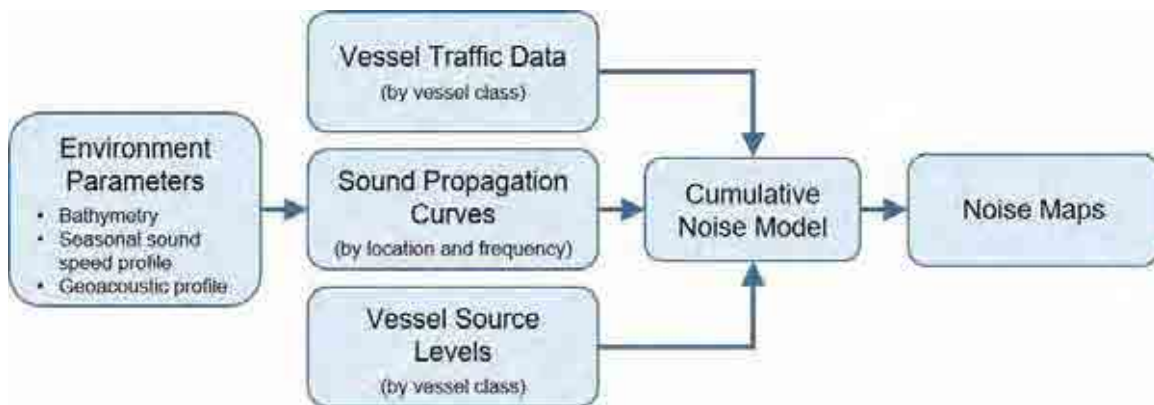 Vessel Traffic Data
(by vessel class)
Environment
Parameters
• Bathymetry
• Seasonal sound
speed profile
• Geoacoustic profile
Sound Propagation
Curves
(by location and frequency)
Vessel Source
Levels
(by vessel class)
Cumulative
Noise Model
Noise Maps